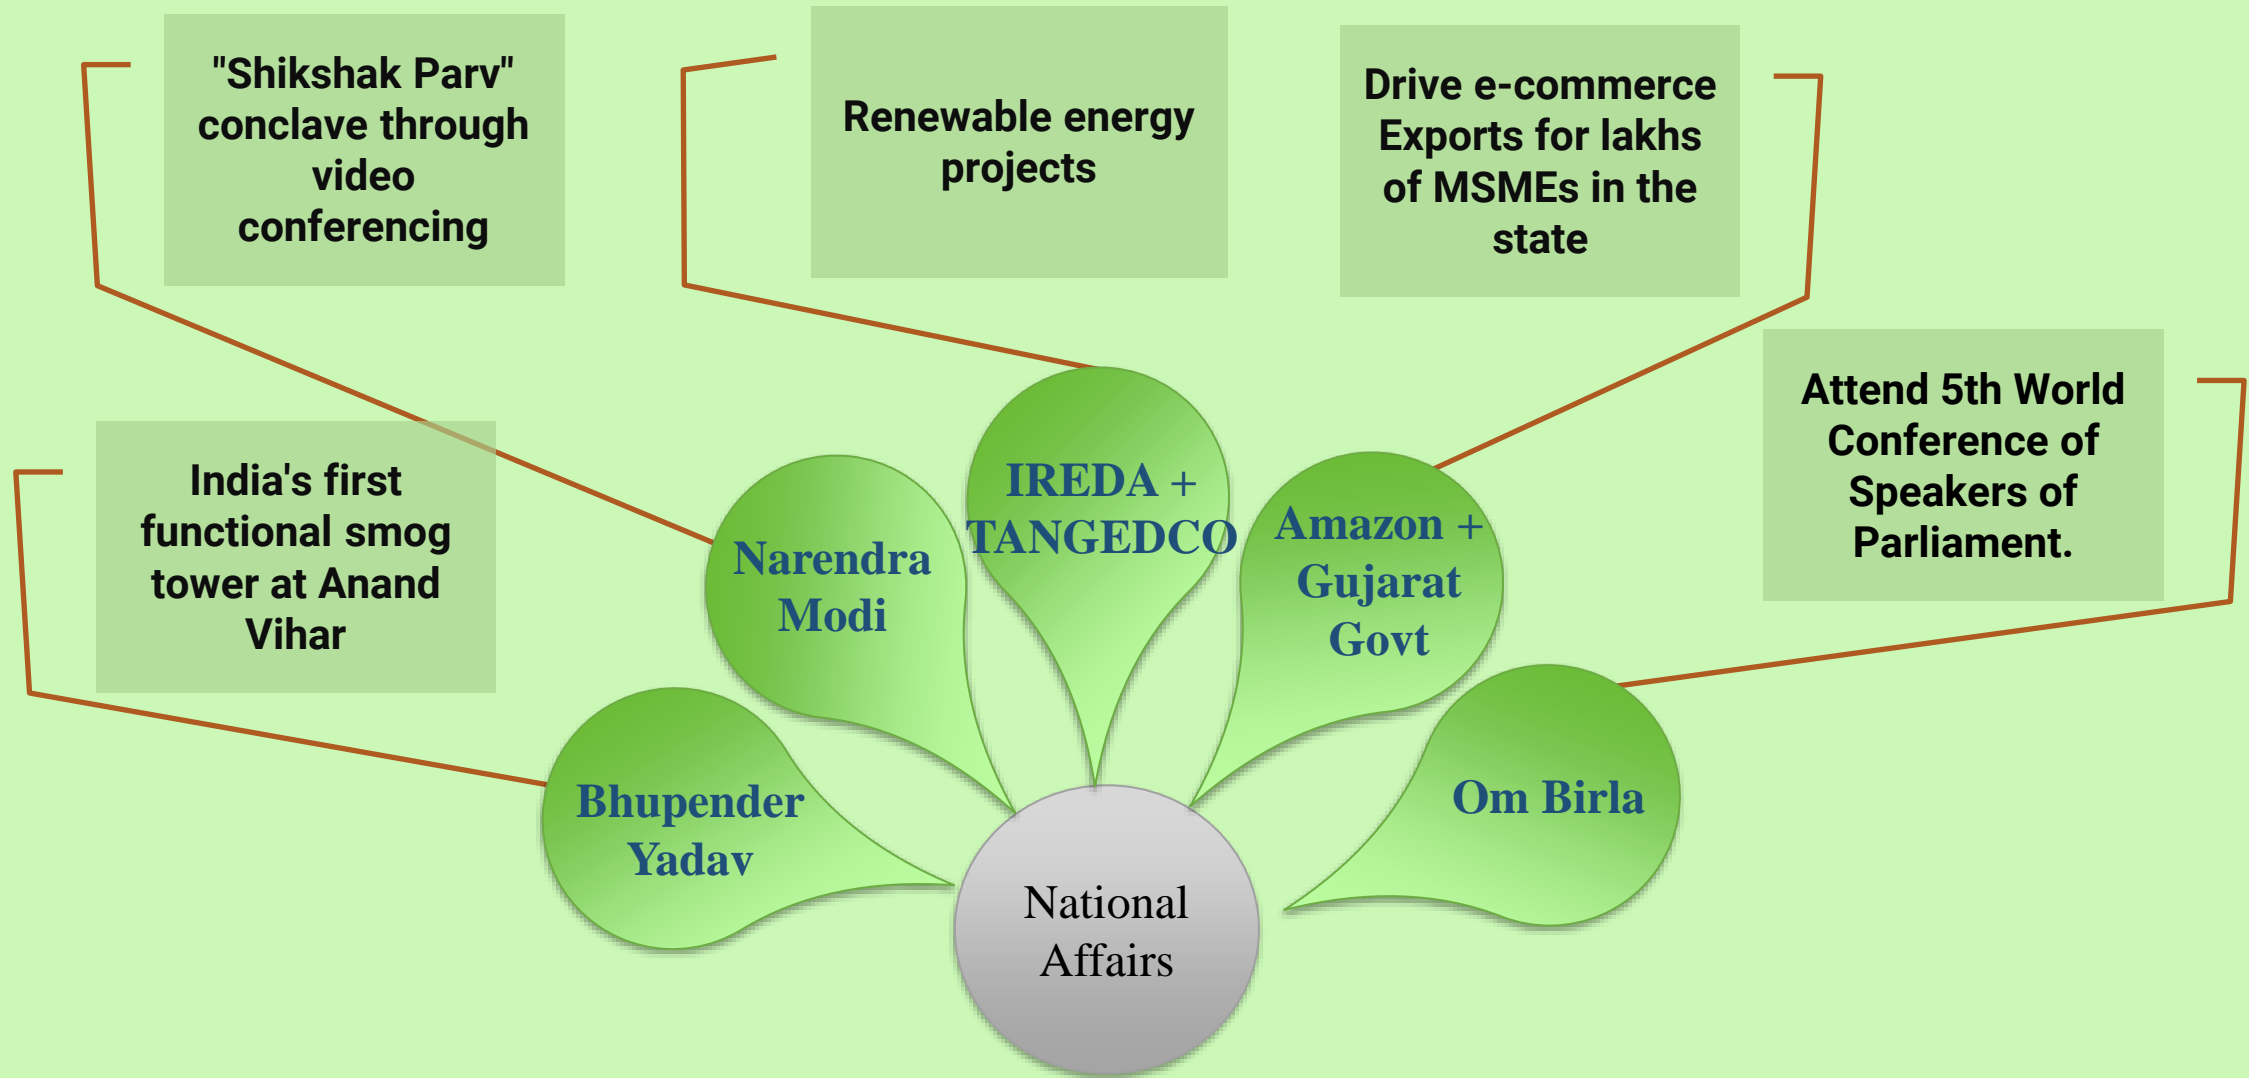 "Shikshak Parv"
conclave through
video
conferencing
Renewable energy
projects
Drive e-commerce
Exports for lakhs
of MSMEs in the
state
Attend 5th World
Conference of
Speakers of
Parliament.
India's first
functional smog
tower at Anand
Vihar
Narendra
Modi
IREDA +
TANGEDCO
Amazon +
Gujarat
Govt
Bhupender
Yadav
Om Birla
National
Affairs